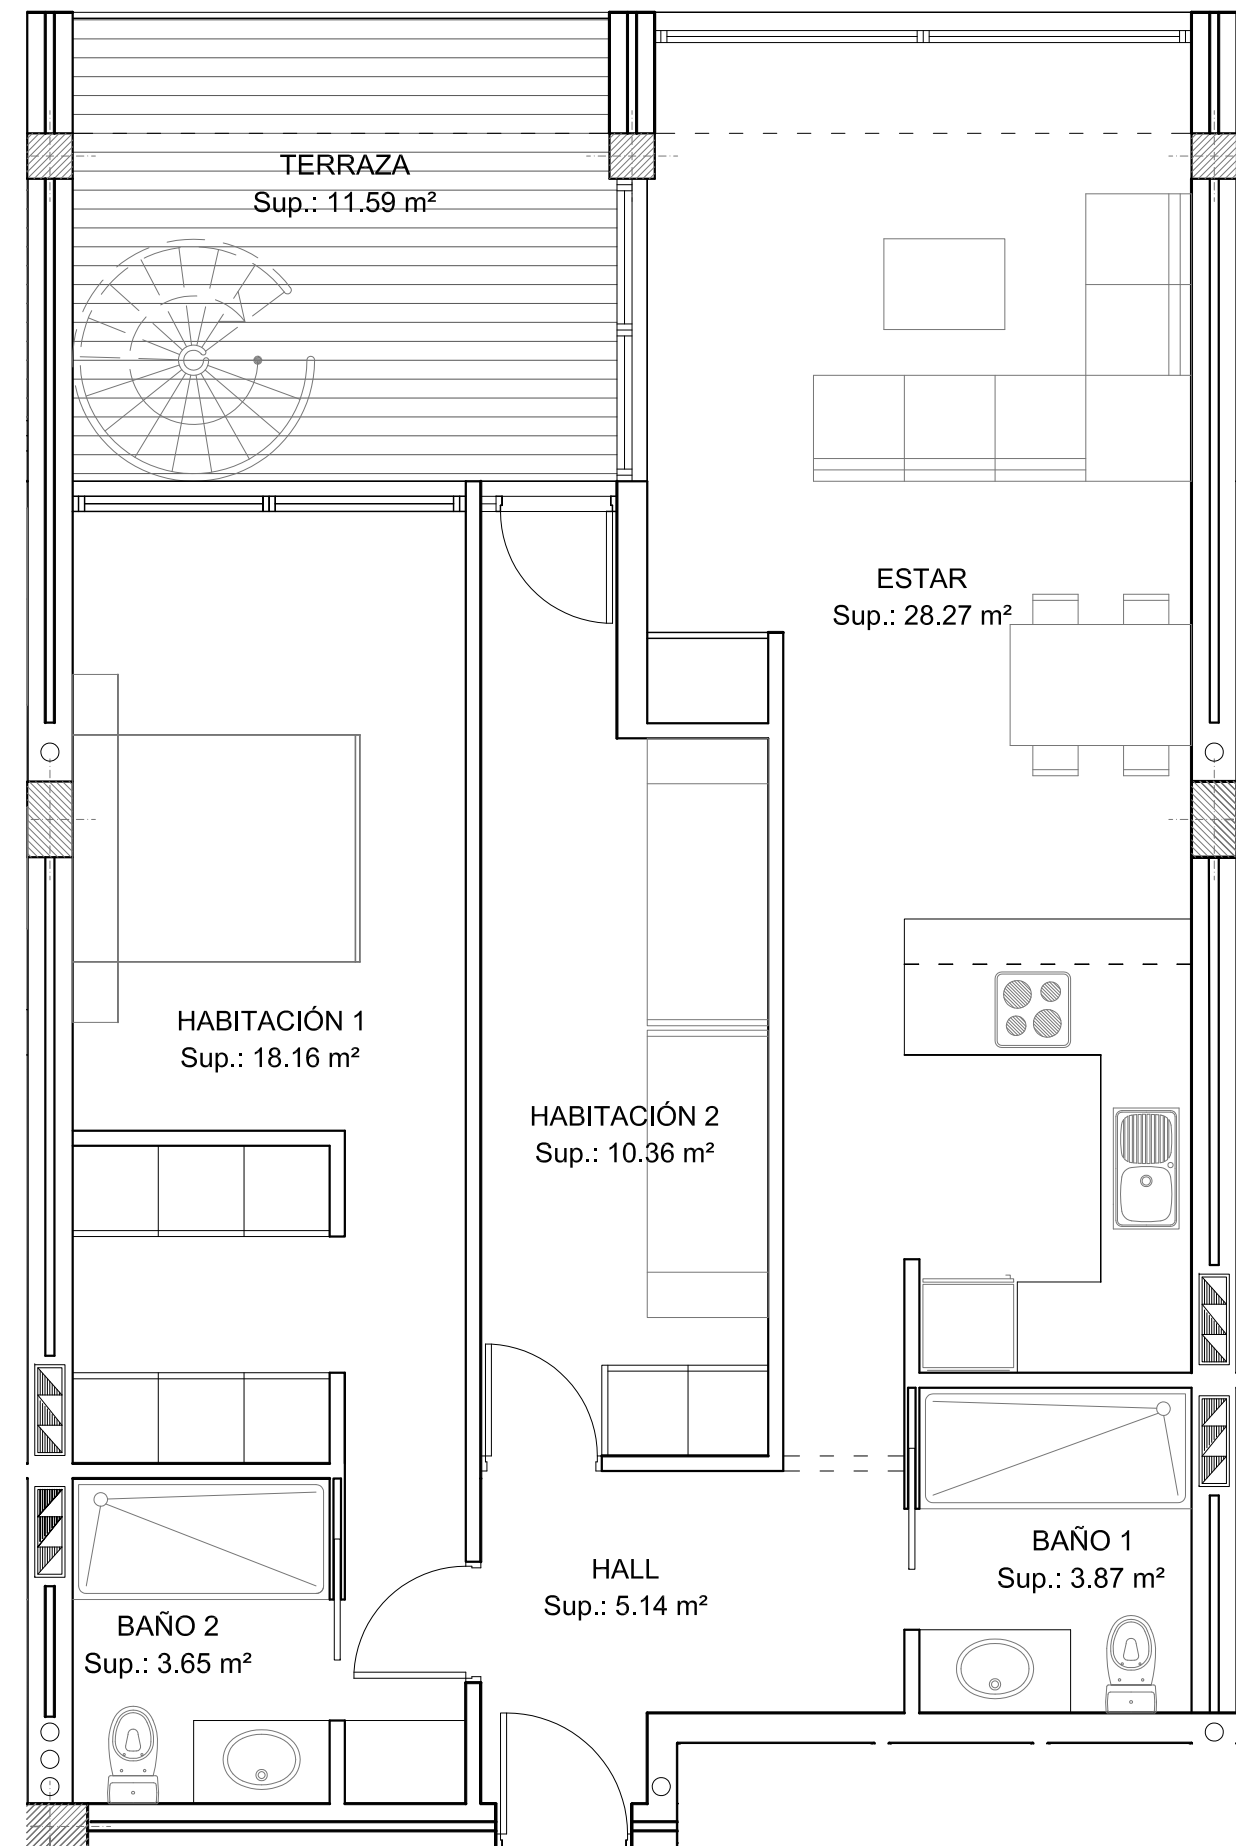 TERRAZA
Sup.: 11.59 m²
ESTAR
Sup.: 28.27 m²
HABITACIÓN 1
Sup.: 18.16 m²
HABITACIÓN 2
Sup.: 10.36 m²
HALL
Sup.: 5.14 m²
BAÑO 1
Sup.: 3.87 m²
BAÑO 2
Sup.: 3.65 m²